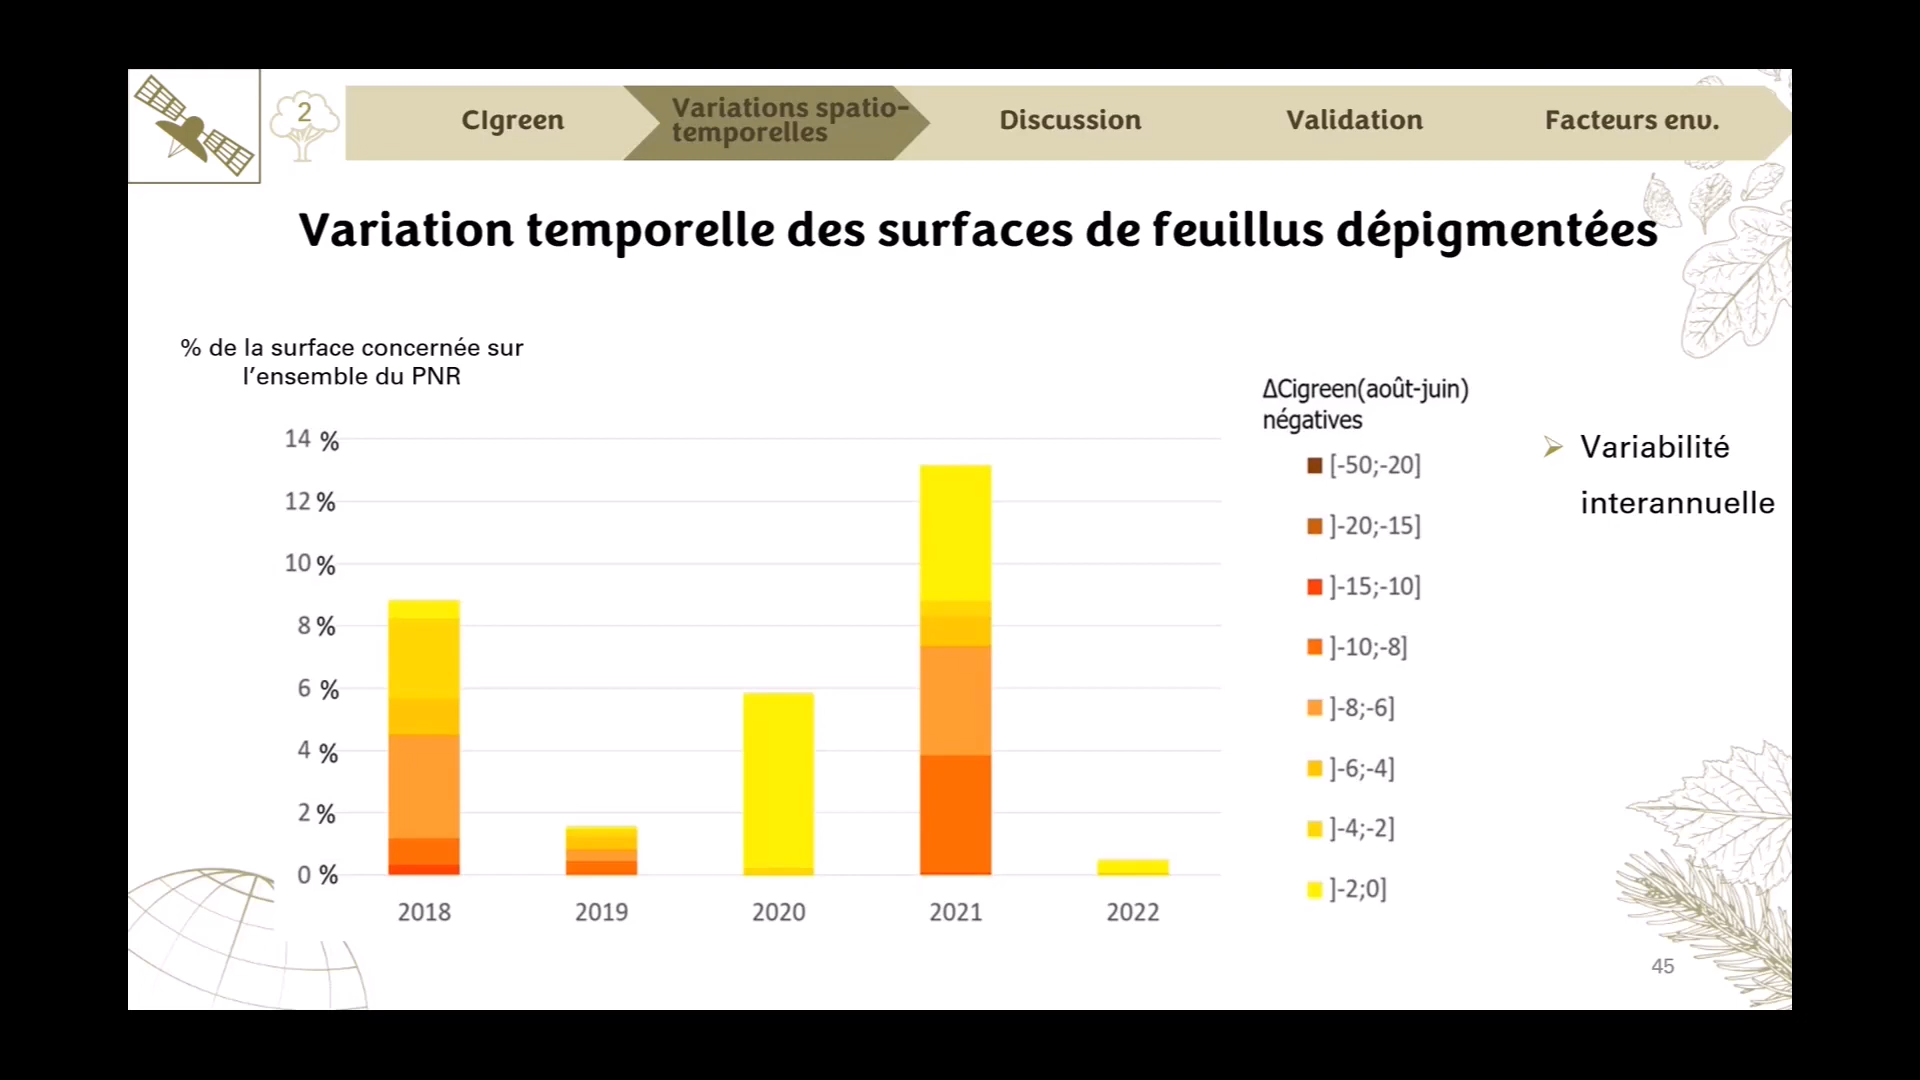 2
CIgreen
Variations spatio-
temporelles
Discussion
Validation
Facteurs env.
Variation temporelle des surfaces de feuillus dépigmentées
% de la surface concernée sur
l’ensemble du PNR
14 %
12 %
10 %
8 %
6 %
4 %
2 %
0 %
2018
2019
2020
2021
2022
ΔCigreen(août-juin)
négatives
[-50;-20]
]-20;-15]
]-15;-10]
]-10;-8]
]-8;-6]
]-6;-4]
]-4;-2]
]-2;0]
Variabilité
interannuelle
45